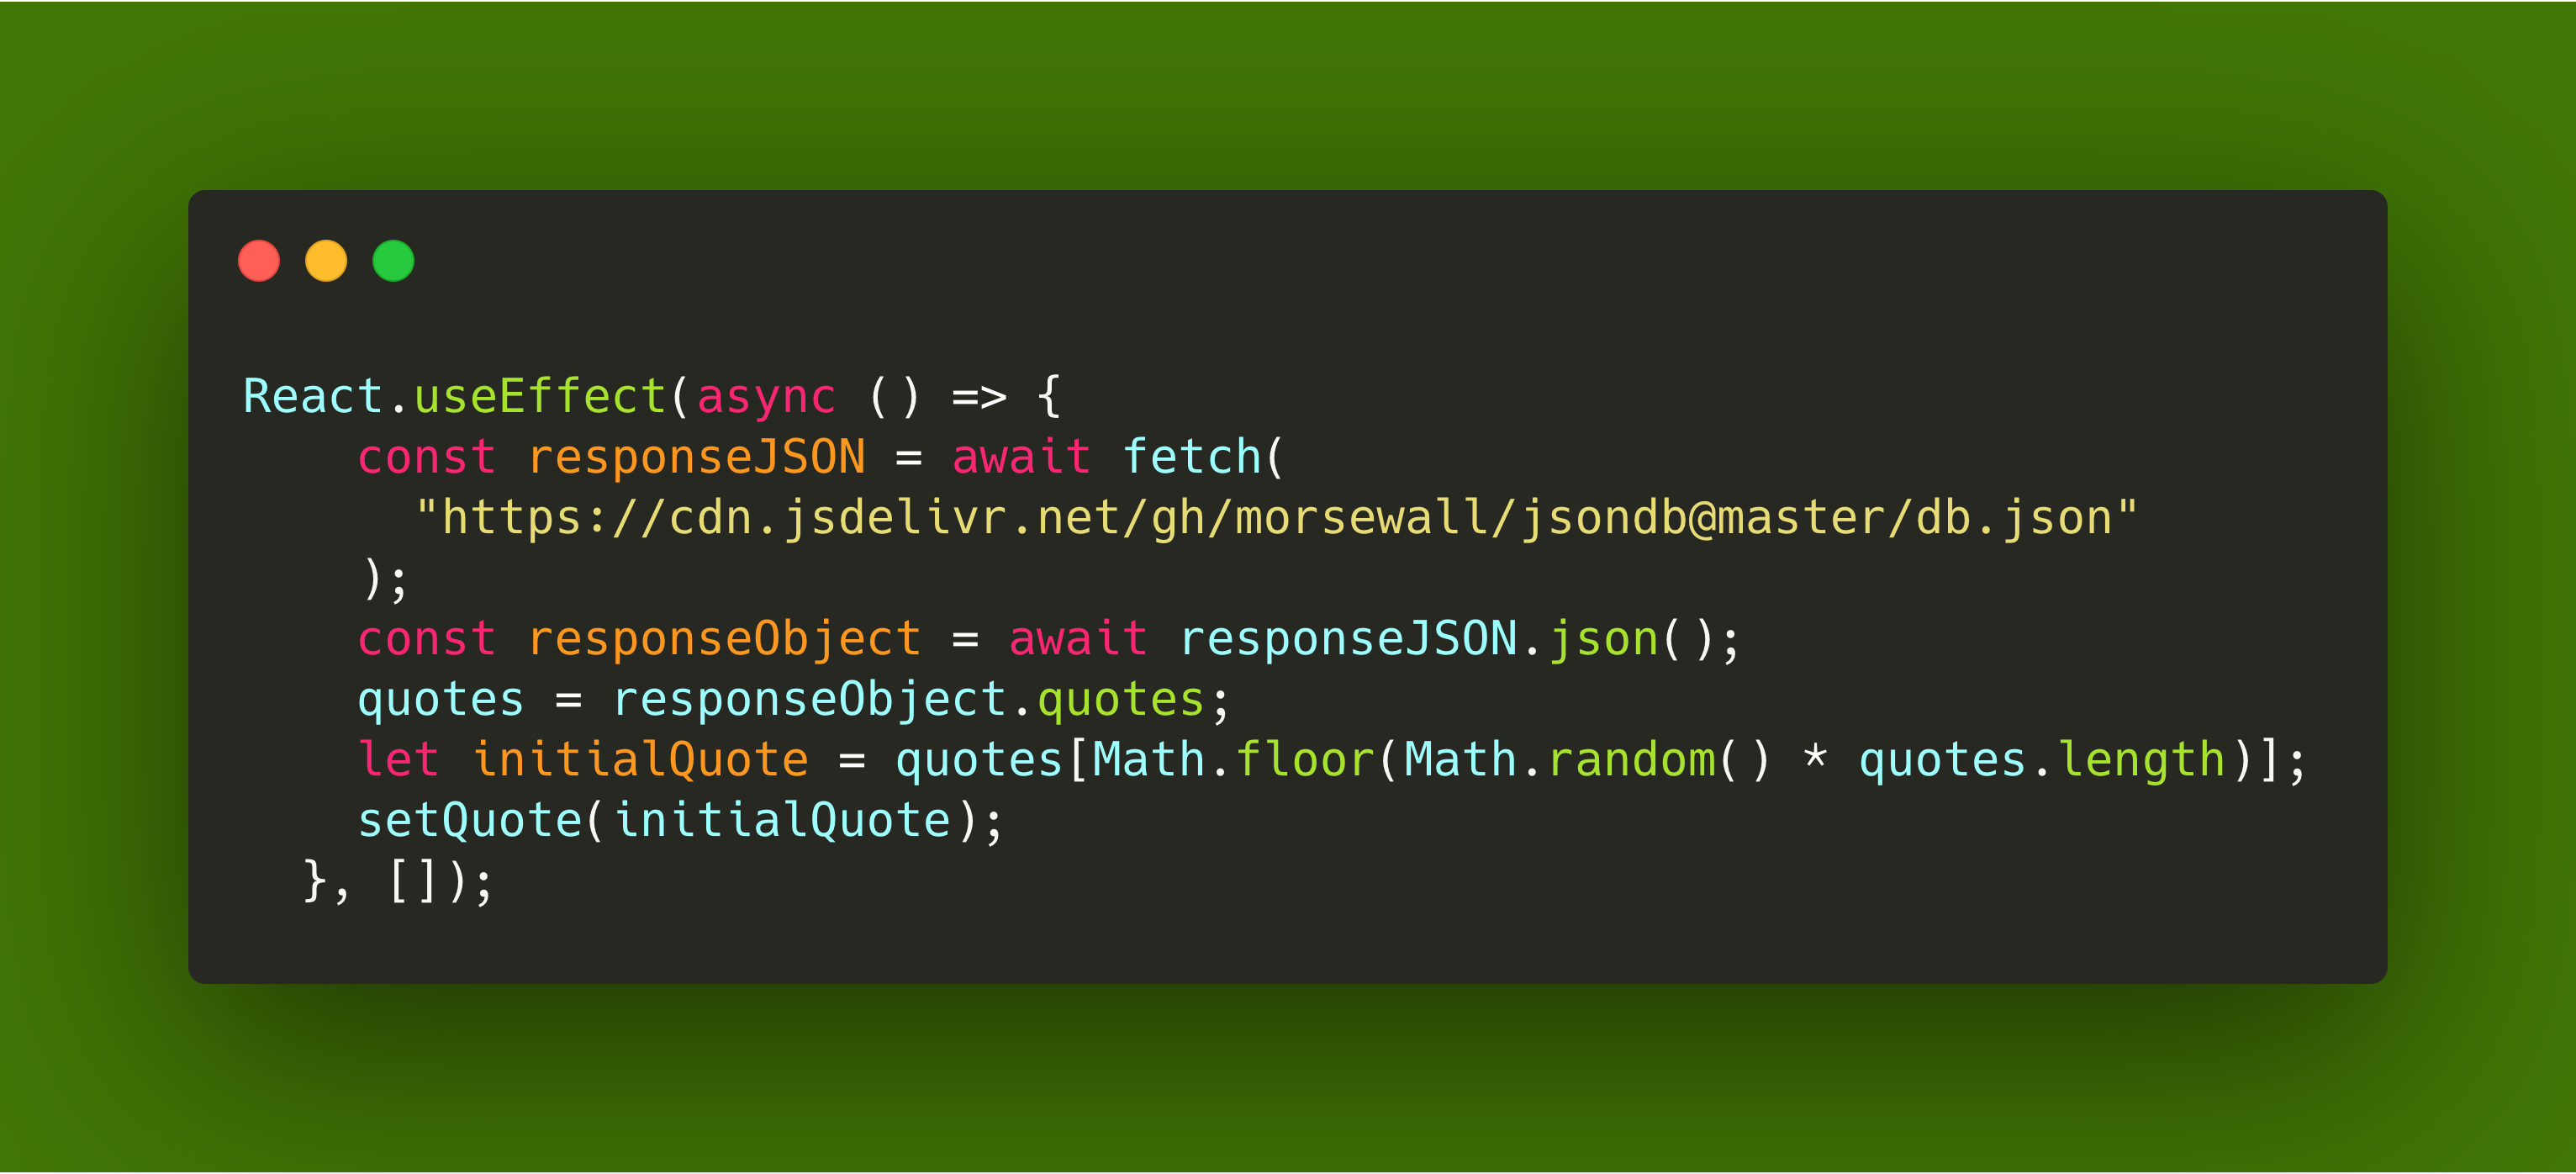 React.useEffect(async () => {
    const responseJSON = await fetch(
      "https://cdn.jsdelivr.net/gh/morsewall/jsondb@master/db.json"
    );
    const responseObject = await responseJSON.json();
    quotes = responseObject.quotes;
    let initialQuote = quotes[Math.floor(Math.random() * quotes.length)];
    setQuote(initialQuote);
  }, []);